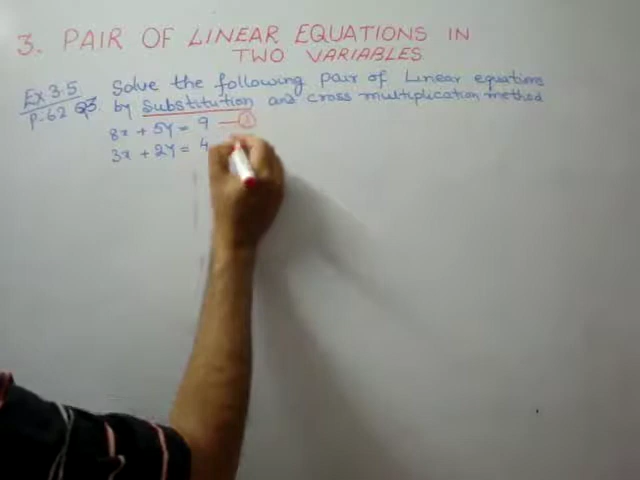 3. PAIR OF LINEAR EQUATIONS IN
TWO VARIABLES
Ex 3.5 Solve the following pair of Linear equations
P-62 Q3. by Substitution and cross multiplication method
8x + 5y = 9 — ①
3x + 2y = 4